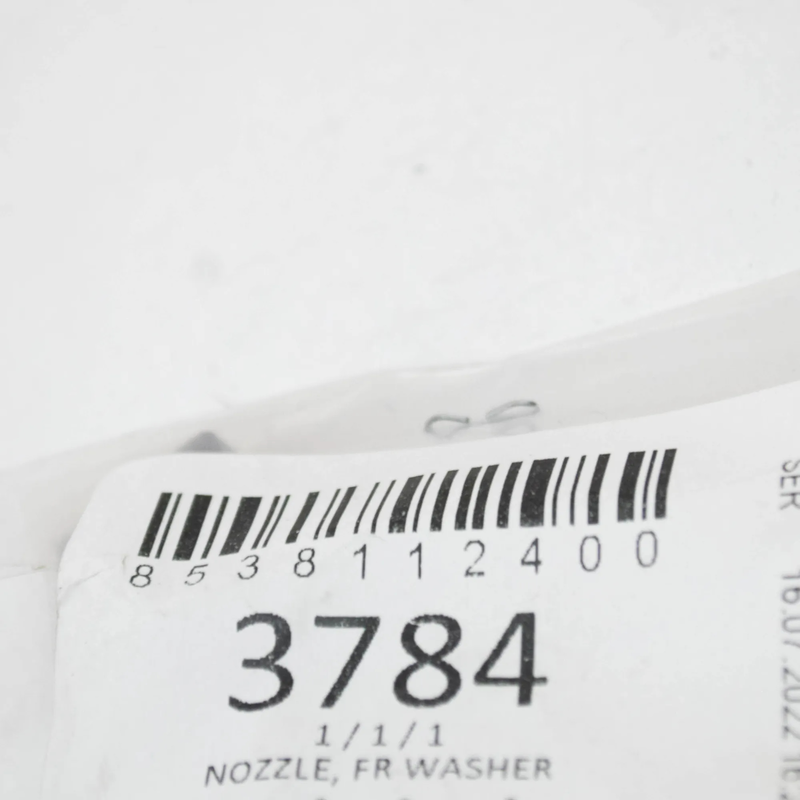 8538112400
3784
1/1/1
NOZZLE, FR WASHER
SER 16.07.2022